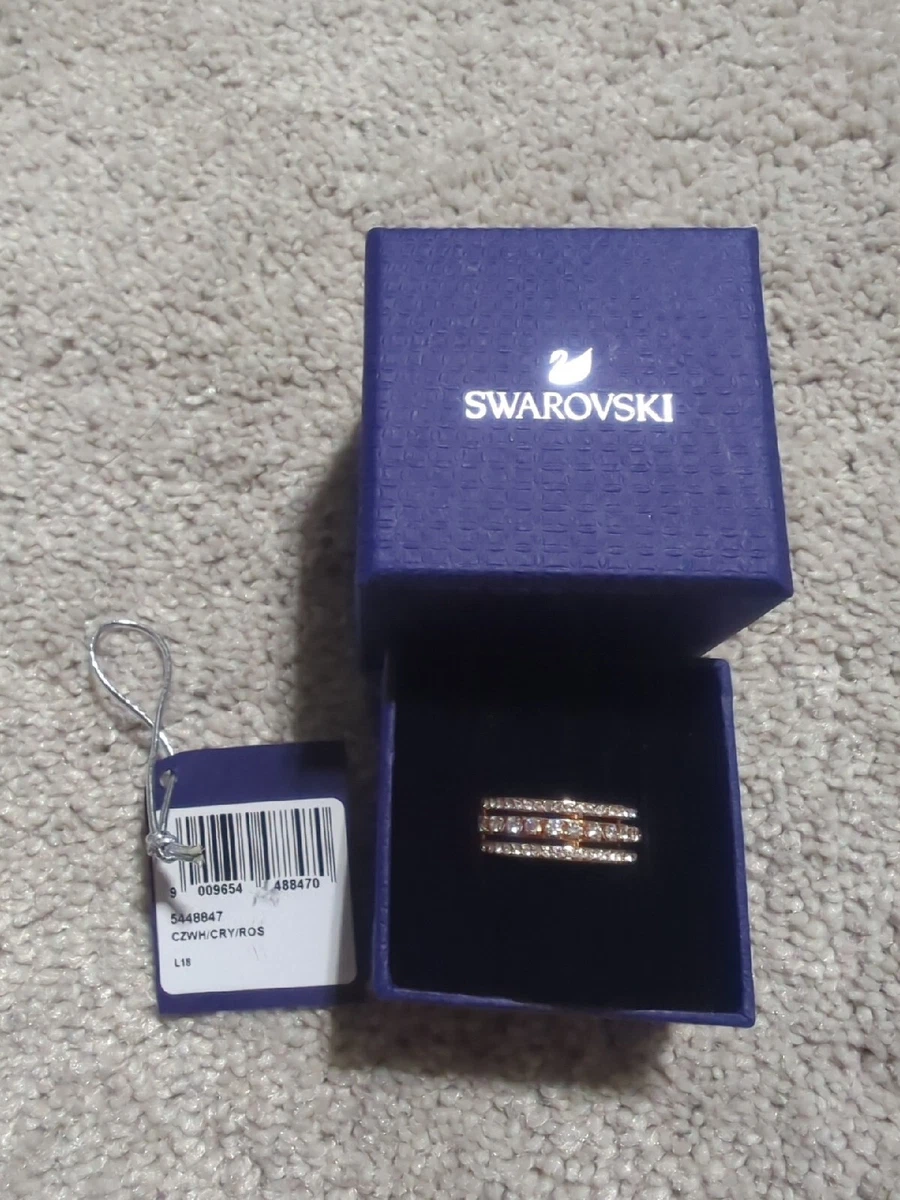 SWAROVSKI
9 009654 488470
5448847
CZWH/CRY/ROS
L18